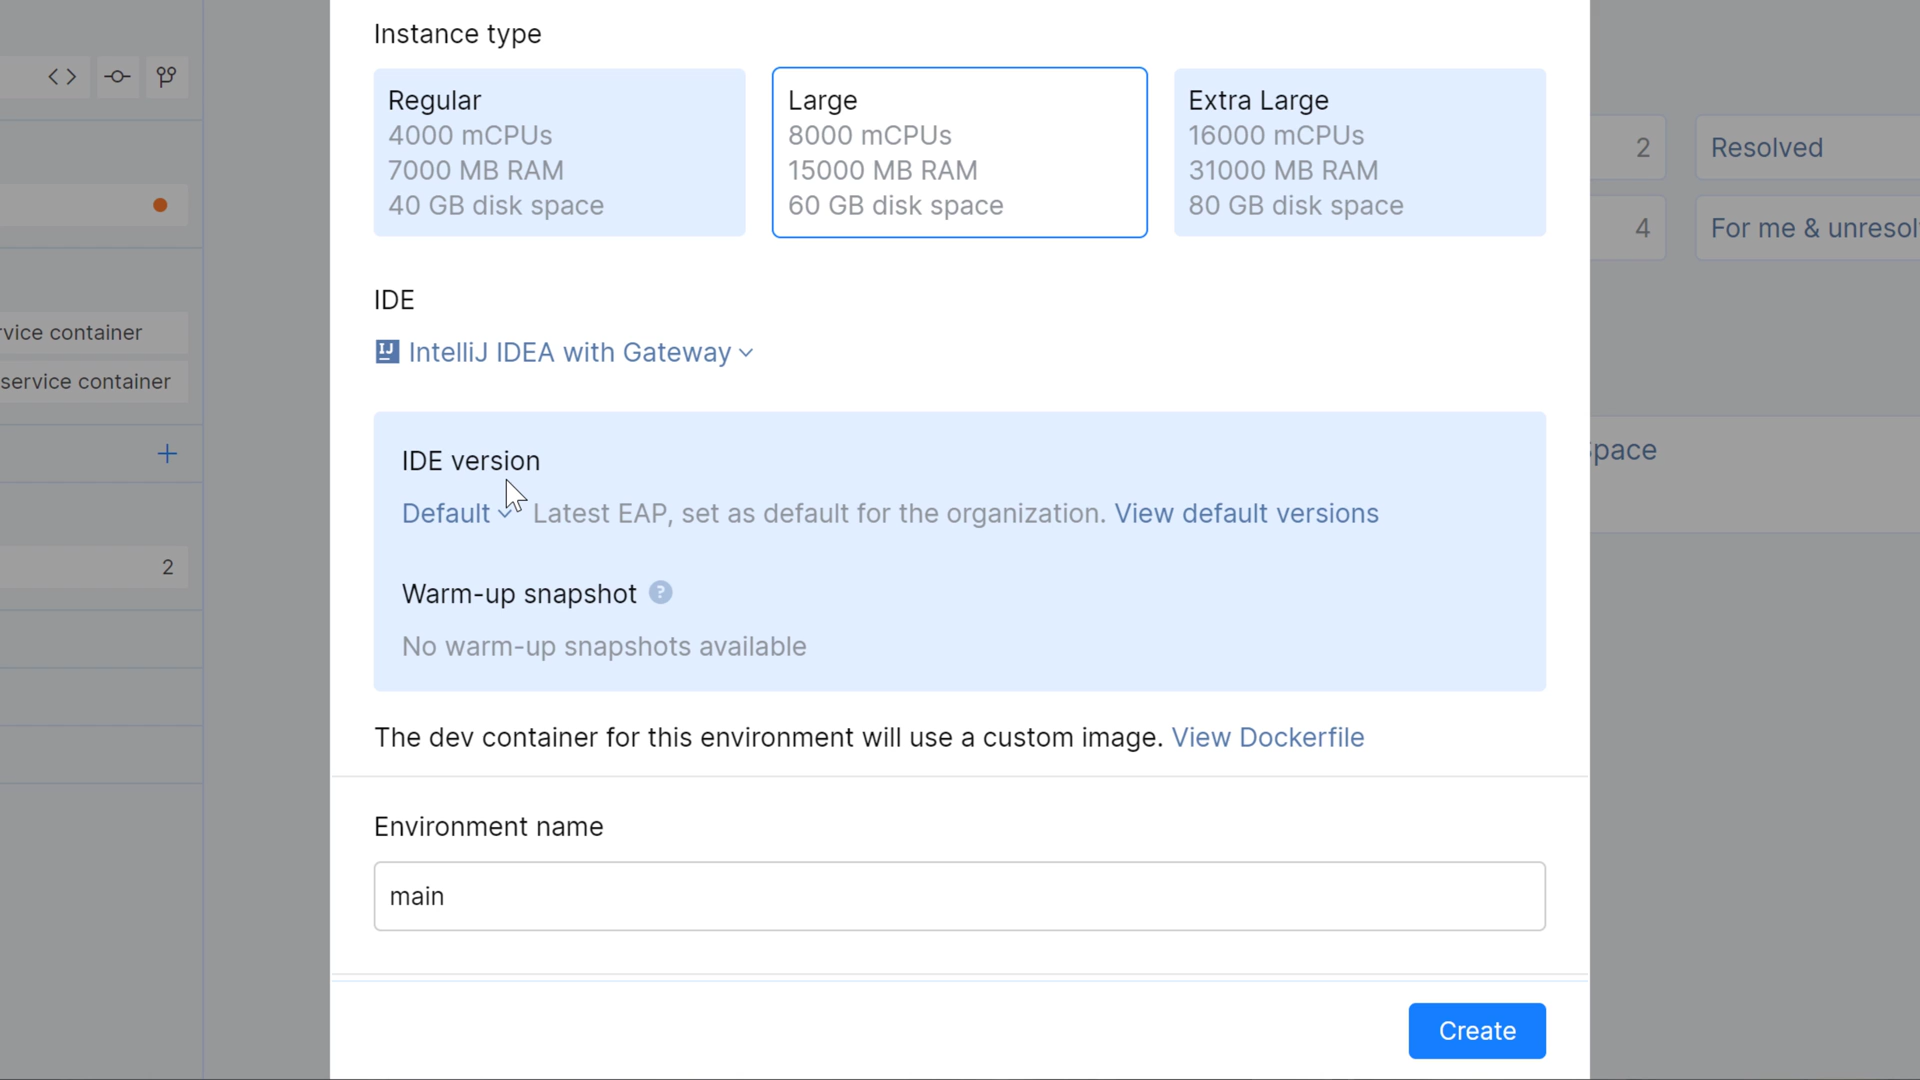 Instance type
Regular
4000 mCPUs
7000 MB RAM
40 GB disk space
Large
8000 mCPUs
15000 MB RAM
60 GB disk space
Extra Large
16000 mCPUs
31000 MB RAM
80 GB disk space
IDE
IJ IntelliJ IDEA with Gateway
IDE version
Default Latest EAP, set as default for the organization. View default versions
Warm-up snapshot ?
No warm-up snapshots available
The dev container for this environment will use a custom image. View Dockerfile
Environment name
main
Create
rvice container
service container
2
2
Resolved
4
For me & unresol
Space